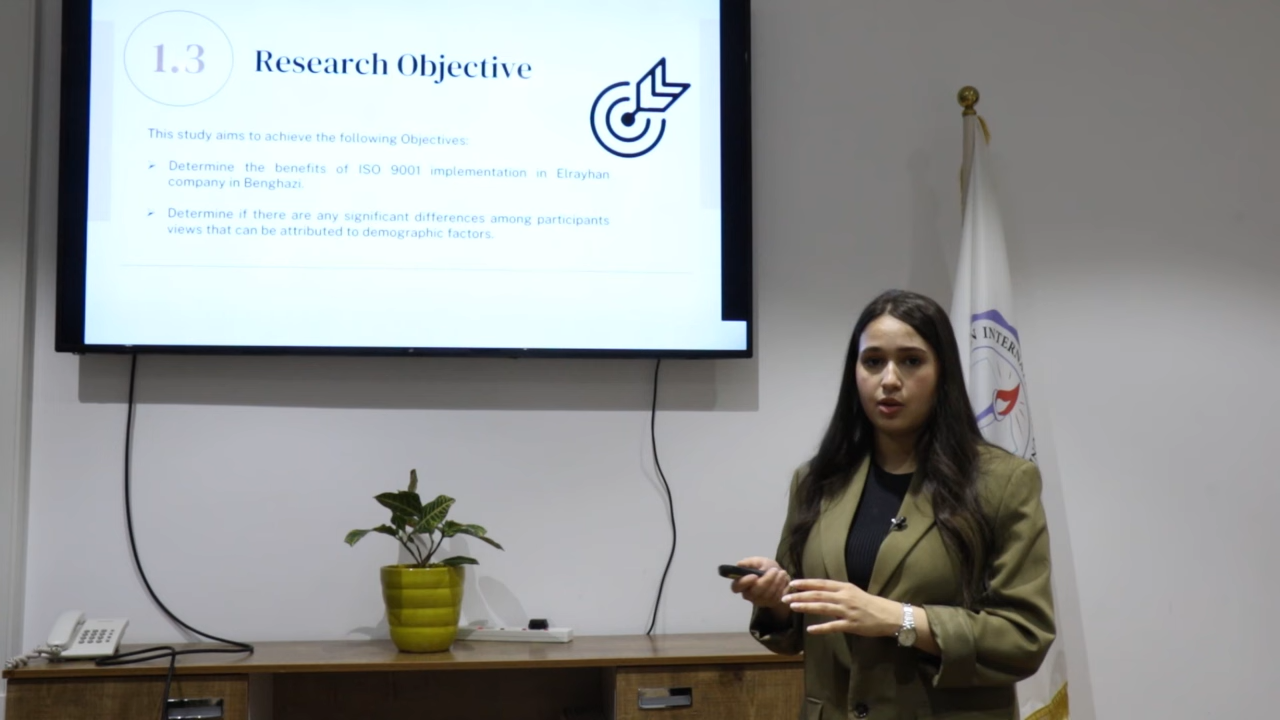 1.3
Research Objective
This study aims to achieve the following Objectives:
➢ Determine the benefits of ISO 9001 implementation in Elrayhan
company in Benghazi.
➢ Determine if there are any significant differences among participants
views that can be attributed to demographic factors.
N INTERNA